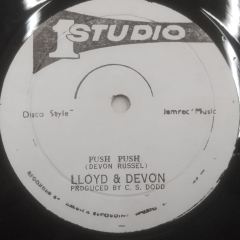 1 STUDIO
Disco Style
Jamrec Music
PUSH PUSH
(DEVON RUSSEL)
LLOYD & DEVON
PRODUCED BY C. S. DODD